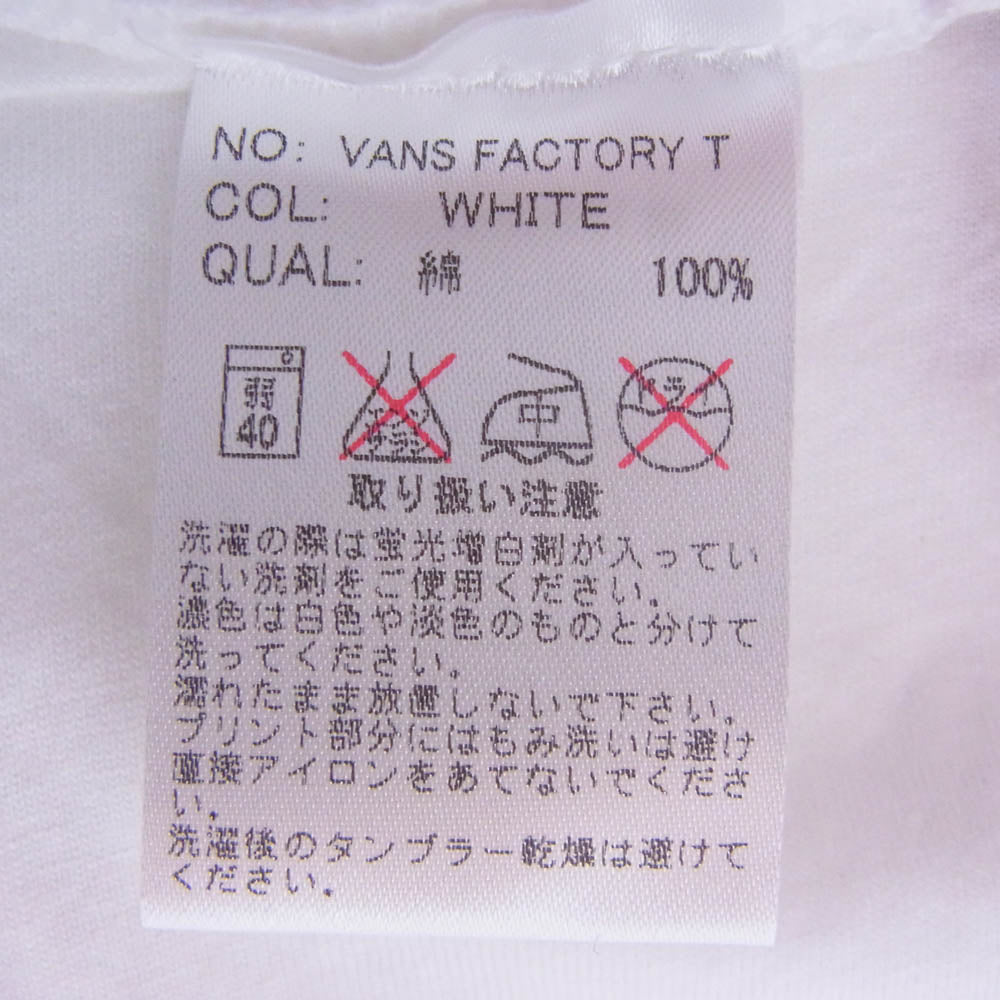 NO: VANS FACTORY T
COL: WHITE
QUAL: 綿 100%
弱 中 ドライ
40
取り扱い注意
洗濯の際は蛍光増白剤が入ってい
ない洗剤をご使用ください.
濃色は白色や淡色のものと分けて
洗ってください.
濡れたまま放置しないで下さい.
プリント部分にはもみ洗いは避け
直接アイロンをあてないでくださ
い.
洗濯後のタンブラー乾燥は避けて
ください.